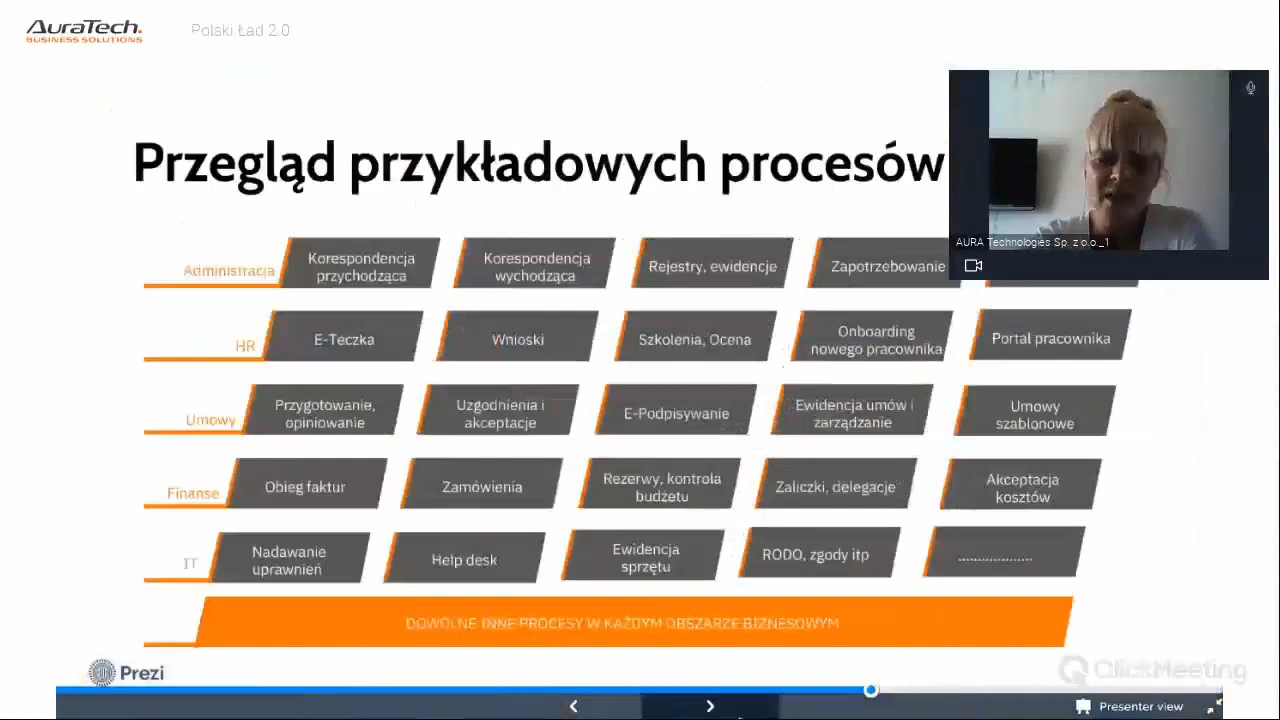 AURATECH.
BUSINESS SOLUTIONS
Polski Ład 2.0
Przegląd przykładowych procesów
AURA Technologies Sp. z o.o._1
Administracja
Korespondencja
przychodząca
Korespondencja
wychodząca
Rejestry, ewidencje
Zapotrzebowanie
HR
E-Teczka
Wnioski
Szkolenia, Ocena
Onboarding
nowego pracownika
Portal pracownika
Umowy
Przygotowanie,
opiniowanie
Uzgodnienia i
akceptacje
E-Podpisywanie
Ewidencja umów i
zarządzanie
Umowy
szablonowe
Finanse
Obieg faktur
Zamówienia
Rezerwy, kontrola
budżetu
Zaliczki, delegacje
Akceptacja
kosztów
IT
Nadawanie
uprawnień
Help desk
Ewidencja
sprzętu
RODO, zgody itp
...................
DOWOLNE INNE PROCESY W KAŻDYM OBSZARZE BIZNESOWYM
Prezi
ClickMeeting
Presenter view